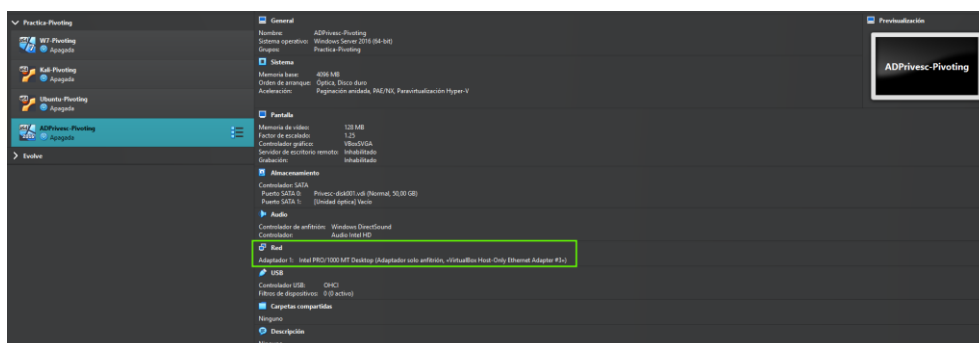 Practica-Pivoting
W7-Pivoting
Apagada
Kali-Pivoting
Apagada
Ubuntu-Pivoting
Apagada
ADPrivesc-Pivoting
Apagada
Evolve
General
Nombre: ADPrivesc-Pivoting
Sistema operativo: Windows Server 2016 (64-bit)
Grupos: Practica-Pivoting
Sistema
Memoria base: 4096 MB
Orden de arranque: Óptica, Disco duro
Aceleración: Paginación anidada, PAE/NX, Paravirtualización Hyper-V
Pantalla
Memoria de vídeo: 128 MB
Factor de escalado: 1.25
Controlador gráfico: VBoxSVGA
Servidor de escritorio remoto: Inhabilitado
Grabación: Inhabilitado
Almacenamiento
Controlador: SATA
Puerto SATA 0: Privesc-disk001.vdi (Normal, 50,00 GB)
Puerto SATA 1: [Unidad óptica] Vacío
Audio
Controlador de anfitrión: Windows DirectSound
Controlador: Audio Intel HD
Red
Adaptador 1: Intel PRO/1000 MT Desktop (Adaptador solo anfitrión, «VirtualBox Host-Only Ethernet Adapter #3»)
USB
Controlador USB: OHCI
Filtros de dispositivos: 0 (0 activo)
Carpetas compartidas
Ninguno
Descripción
Ninguno
Previsualización
ADPrivesc-Pivoting